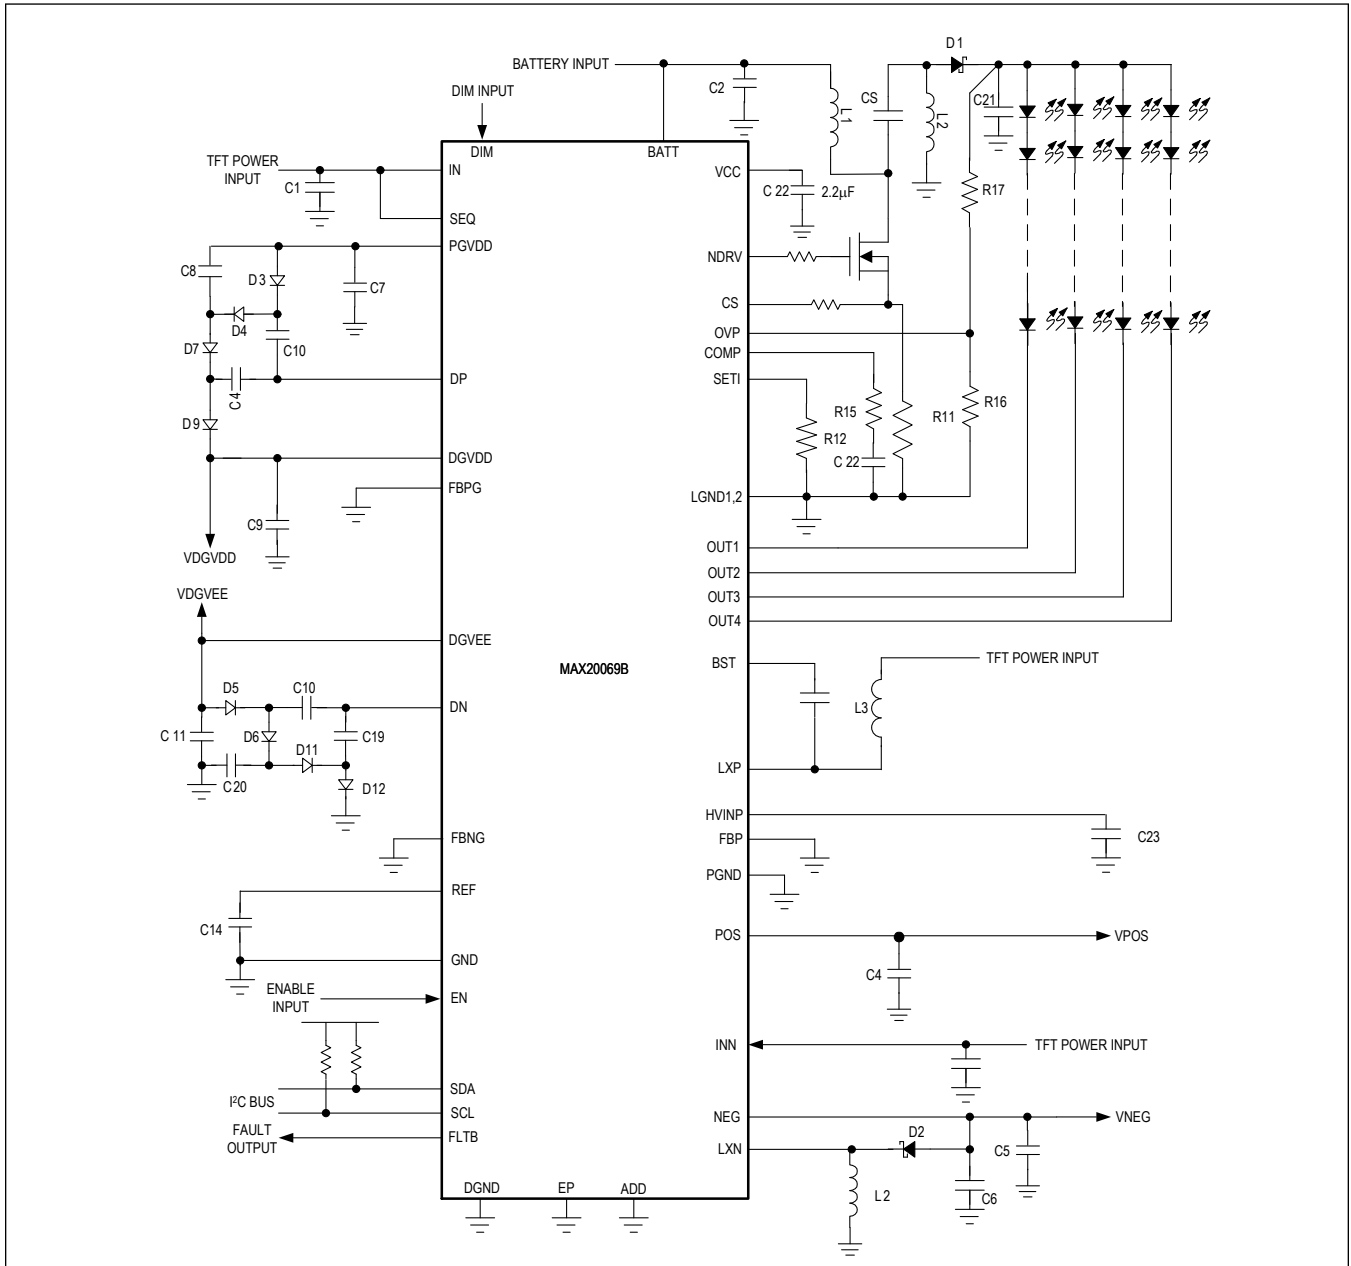 D1
BATTERY INPUT
C2
CS
L1
L2
C21
DIM INPUT
DIM
BATT
TFT POWER
INPUT
C1
IN
SEQ
VCC
C 22
2.2µF
R17
PGVDD
C8
D3
C7
NDRV
D4
C10
CS
OVP
D7
COMP
C4
DP
SETI
D9
R15
R11
R16
R12
C 22
DGVDD
FBPG
LGND1,2
C9
VDGVDD
OUT1
OUT2
VDGVEE
OUT3
OUT4
DGVEE
MAX20069B
BST
TFT POWER INPUT
D5
C10
DN
L3
C 11
D6
C19
D11
LXP
C20
D12
HVINP
C23
FBNG
FBP
PGND
REF
C14
POS
VPOS
GND
C4
ENABLE
INPUT
EN
INN
TFT POWER INPUT
SDA
I²C BUS
SCL
NEG
VNEG
FAULT
OUTPUT
FLTB
LXN
D2
C5
L2
C6
DGND
EP
ADD